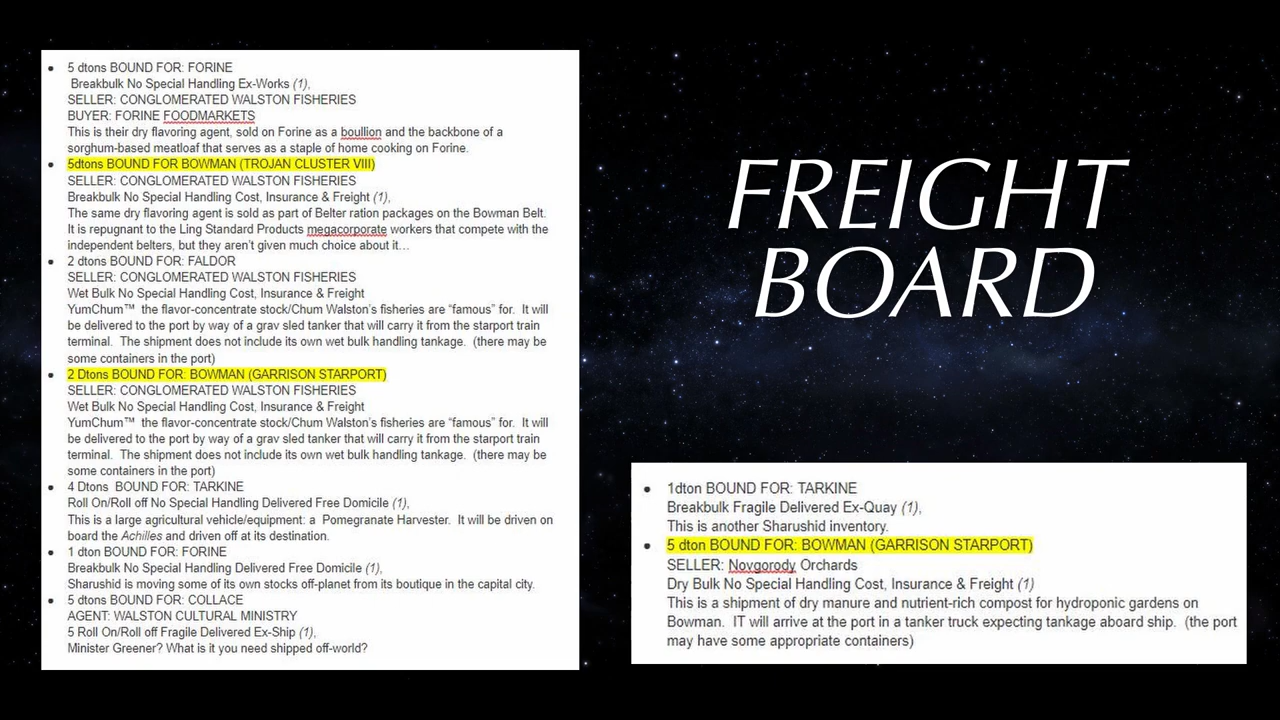 5 dtons BOUND FOR: FORINE
Breakbulk No Special Handling Ex-Works (1),
SELLER: CONGLOMERATED WALSTON FISHERIES
BUYER: FORINE FOODMARKETS
This is their dry flavoring agent, sold on Forine as a boullion and the backbone of a
sorghum-based meatloaf that serves as a staple of home cooking on Forine.
5dtons BOUND FOR BOWMAN (TROJAN CLUSTER VIII)
SELLER: CONGLOMERATED WALSTON FISHERIES
Breakbulk No Special Handling Cost, Insurance & Freight (1),
The same dry flavoring agent is sold as part of Belter ration packages on the Bowman Belt.
It is repugnant to the Ling Standard Products megacorporate workers that compete with the
independent belters, but they aren't given much choice about it…
2 dtons BOUND FOR: FALDOR
SELLER: CONGLOMERATED WALSTON FISHERIES
Wet Bulk No Special Handling Cost, Insurance & Freight
YumChum™ the flavor-concentrate stock/Chum Walston's fisheries are “famous” for. It will
be delivered to the port by way of a grav sled tanker that will carry it from the starport train
terminal. The shipment does not include its own wet bulk handling tankage. (there may be
some containers in the port)
2 Dtons BOUND FOR: BOWMAN (GARRISON STARPORT)
SELLER: CONGLOMERATED WALSTON FISHERIES
Wet Bulk No Special Handling Cost, Insurance & Freight
YumChum™ the flavor-concentrate stock/Chum Walston's fisheries are “famous” for. It will
be delivered to the port by way of a grav sled tanker that will carry it from the starport train
terminal. The shipment does not include its own wet bulk handling tankage. (there may be
some containers in the port)
4 Dtons BOUND FOR: TARKINE
Roll On/Roll off No Special Handling Delivered Free Domicile (1),
This is a large agricultural vehicle/equipment: a Pomegranate Harvester. It will be driven on
board the Achilles and driven off at its destination.
1 dton BOUND FOR: FORINE
Breakbulk No Special Handling Delivered Free Domicile (1),
Sharushid is moving some of its own stocks off-planet from its boutique in the capital city.
5 dtons BOUND FOR: COLLACE
AGENT: WALSTON CULTURAL MINISTRY
5 Roll On/Roll off Fragile Delivered Ex-Ship (1),
Minister Greener? What is it you need shipped off-world?
FREIGHT
BOARD
1dton BOUND FOR: TARKINE
Breakbulk Fragile Delivered Ex-Quay (1),
This is another Sharushid inventory.
5 dton BOUND FOR: BOWMAN (GARRISON STARPORT)
SELLER: Novgorody Orchards
Dry Bulk No Special Handling Cost, Insurance & Freight (1)
This is a shipment of dry manure and nutrient-rich compost for hydroponic gardens on
Bowman. IT will arrive at the port in a tanker truck expecting tankage aboard ship. (the port
may have some appropriate containers)